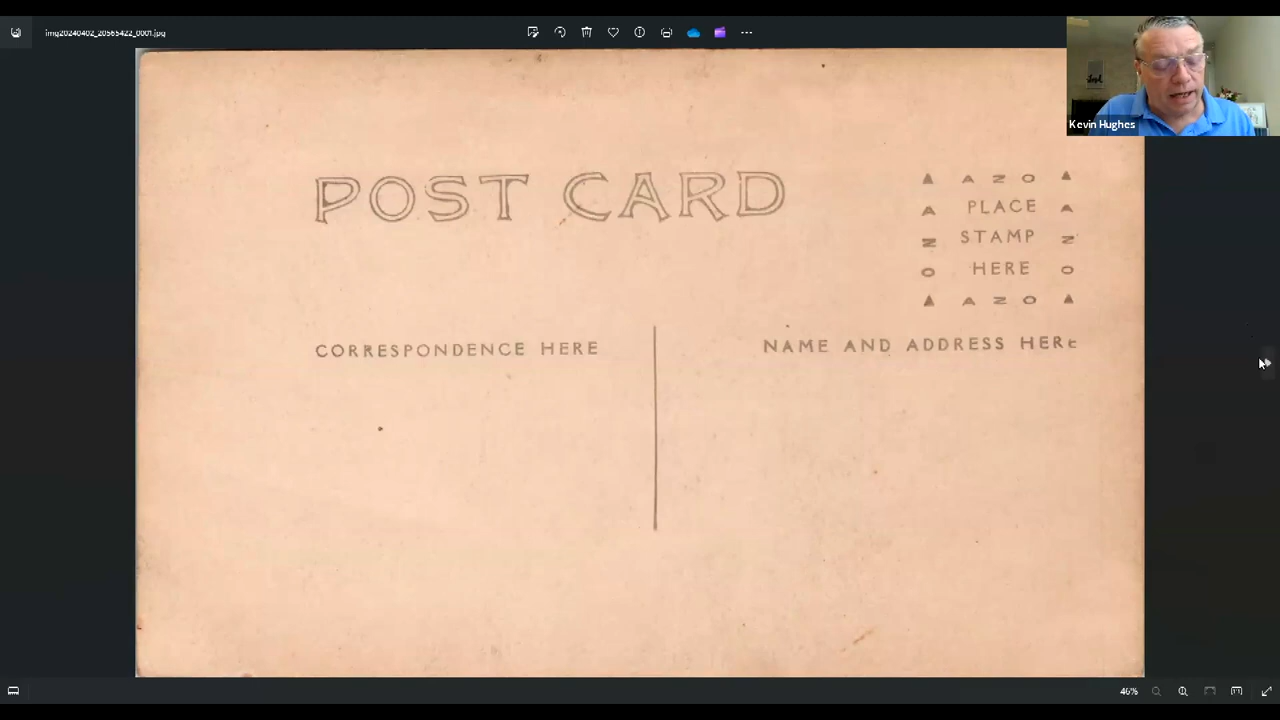 img20240402_20565422_0001.jpg
Kevin Hughes
POST CARD
A Z O
A PLACE A
Z STAMP Z
O HERE O
A Z O
CORRESPONDENCE HERE
NAME AND ADDRESS HERE
46%